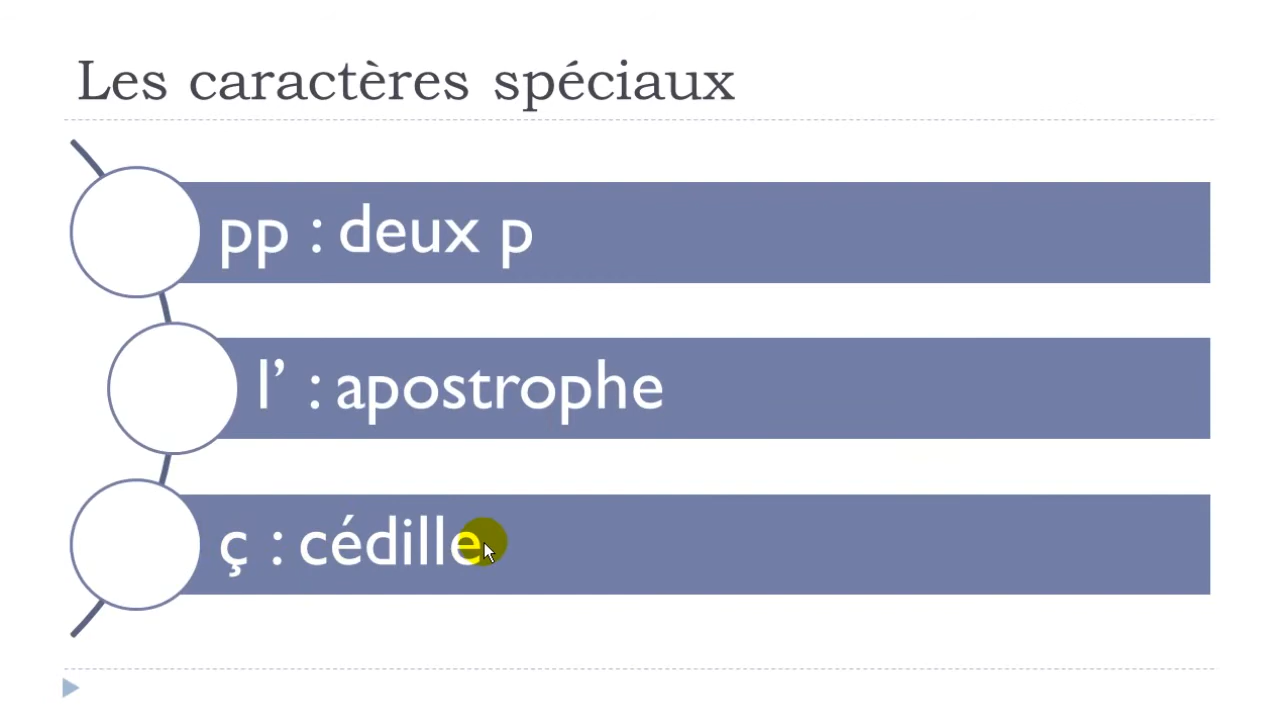 Les caractères spéciaux
pp : deux p
l’ : apostrophe
ç : cédille